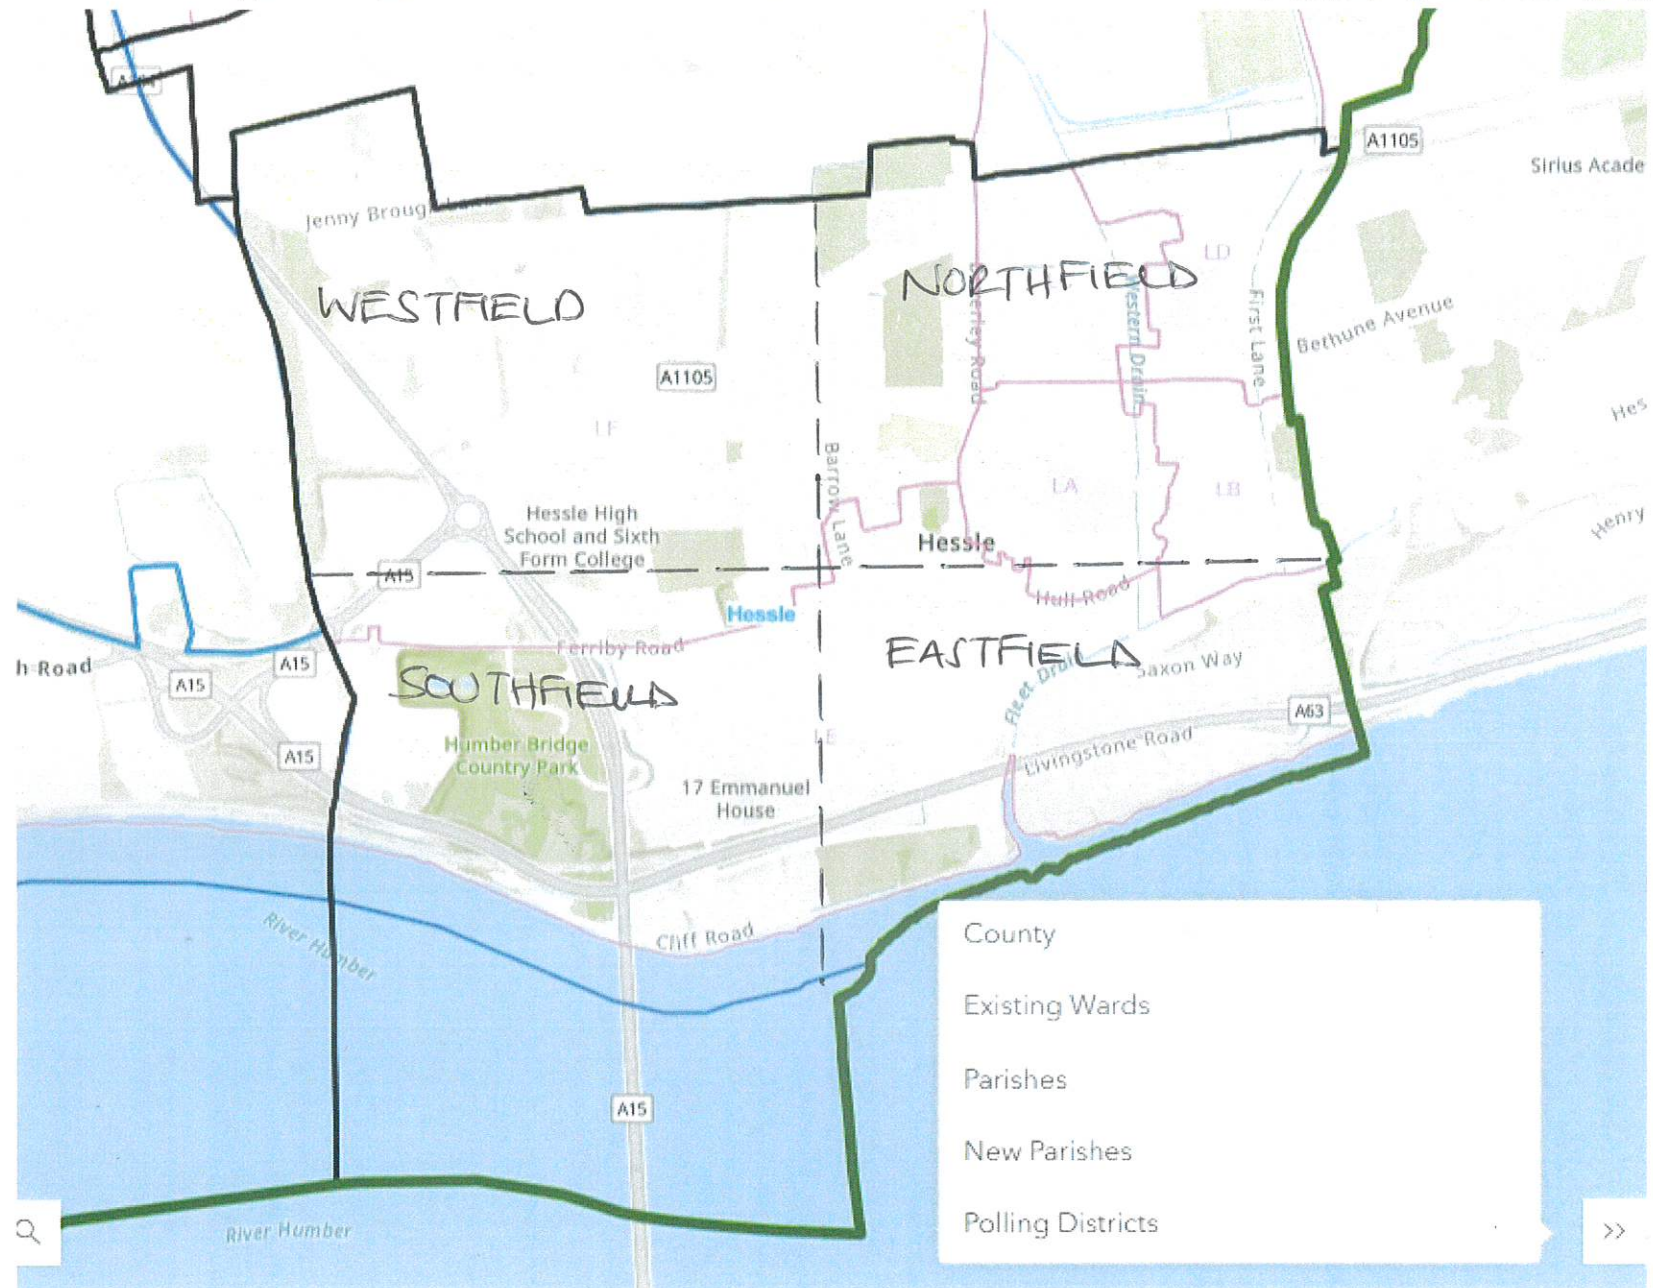 A1105
Sirius Acade
Jenny Brough
NORTHFIELD
LD
WESTFIELD
Western Drain
First Lane
Bethune Avenue
A1105
Beverley Road
Hes
LF
Barrow Lane
LA
LB
Hessle High
School and Sixth
Form College
Henry
Hessle
A15
Hull Road
Hessle
Ferriby Road
EASTFIELD
h Road
A15
A15
SOUTHFIELD
Fleet Drain
Saxon Way
A63
LE
Humber Bridge
Country Park
Livingstone Road
A15
17 Emmanuel
House
Cliff Road
River Humber
County
Existing Wards
Parishes
A15
New Parishes
Polling Districts
River Humber